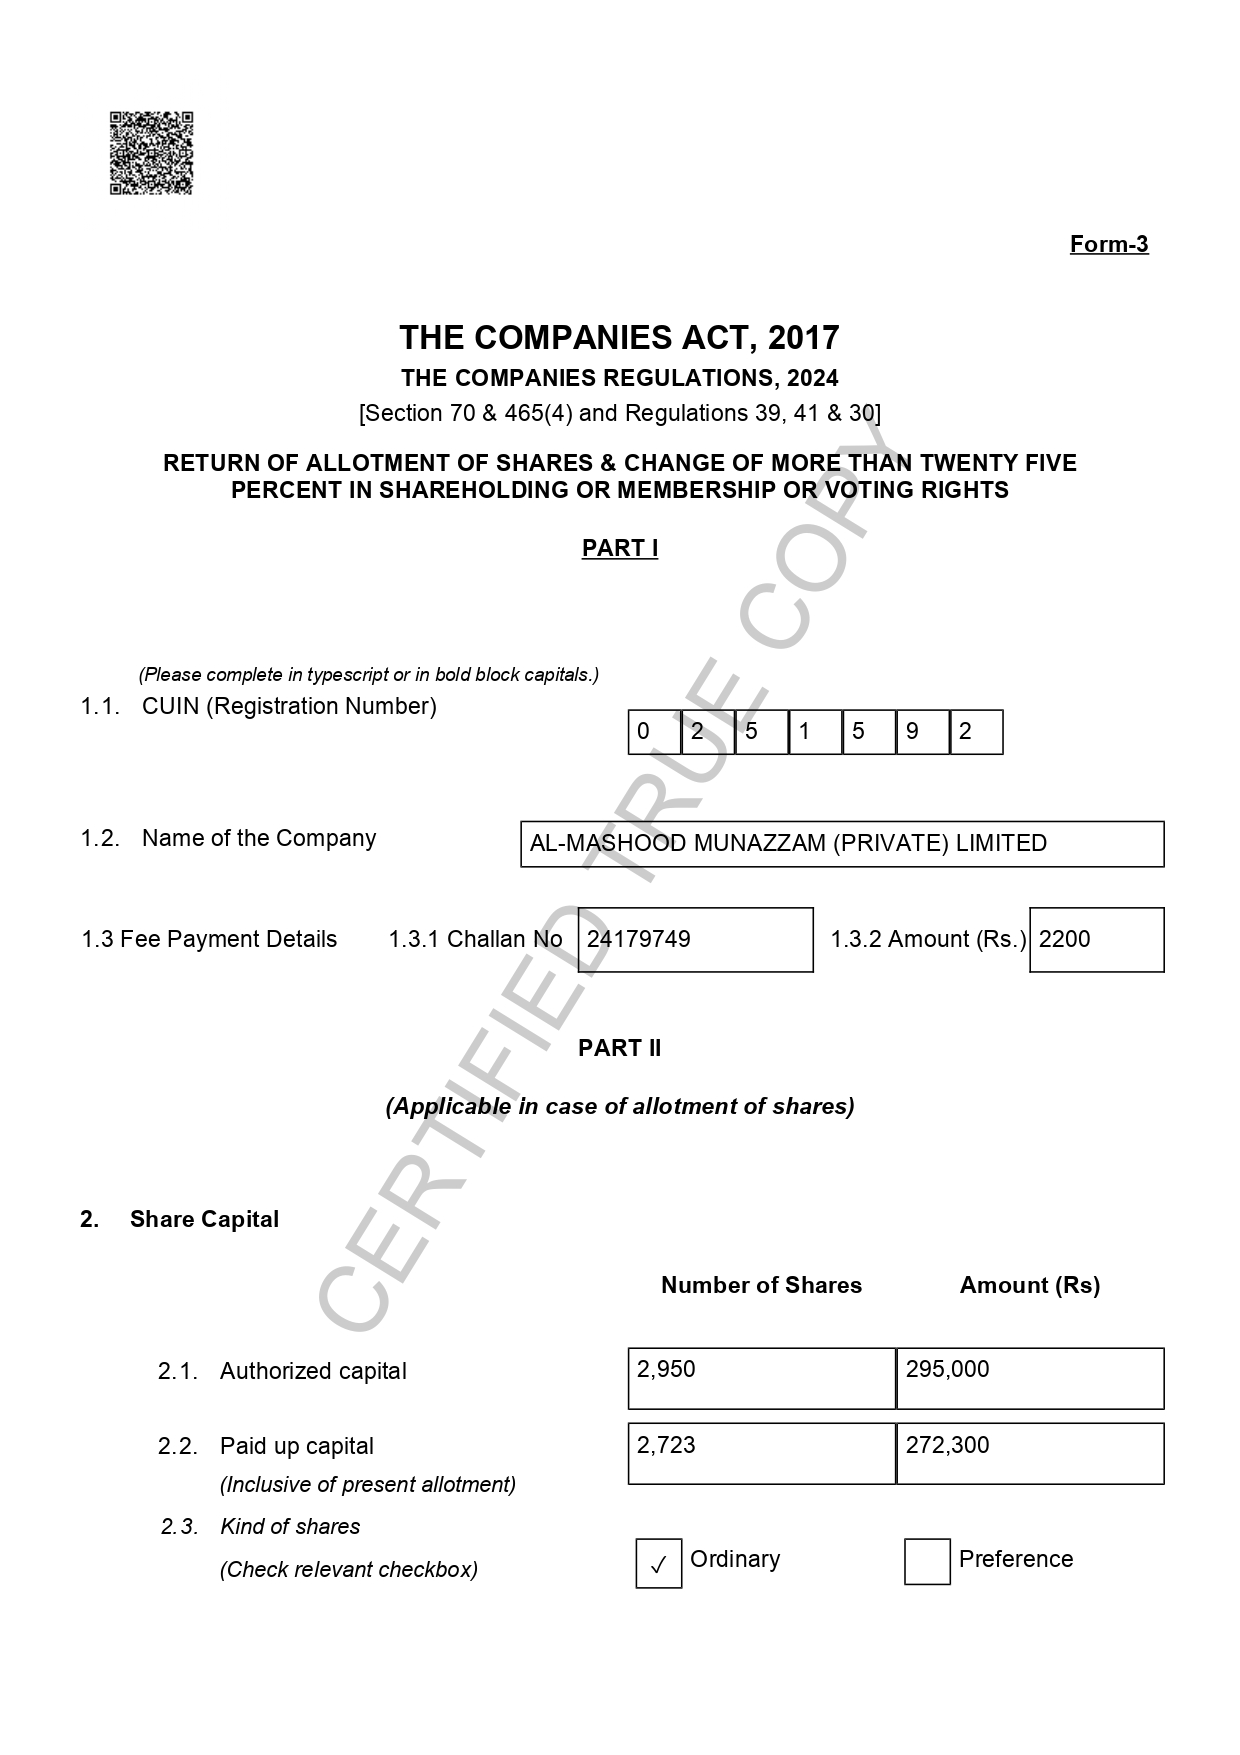 Form-3
THE COMPANIES ACT, 2017
THE COMPANIES REGULATIONS, 2024
[Section 70 & 465(4) and Regulations 39, 41 & 30]
RETURN OF ALLOTMENT OF SHARES & CHANGE OF MORE THAN TWENTY FIVE
PERCENT IN SHAREHOLDING OR MEMBERSHIP OR VOTING RIGHTS
PART I
(Please complete in typescript or in bold block capitals.)
1.1. CUIN (Registration Number) 0 2 5 1 5 9 2
1.2. Name of the Company AL-MASHOOD MUNAZZAM (PRIVATE) LIMITED
1.3 Fee Payment Details 1.3.1 Challan No 24179749 1.3.2 Amount (Rs.) 2200
PART II
(Applicable in case of allotment of shares)
2. Share Capital
Number of Shares Amount (Rs)
2.1. Authorized capital 2,950 295,000
2.2. Paid up capital 2,723 272,300
(Inclusive of present allotment)
2.3. Kind of shares
(Check relevant checkbox) ✓ Ordinary Preference
CERTIFIED TRUE COPY